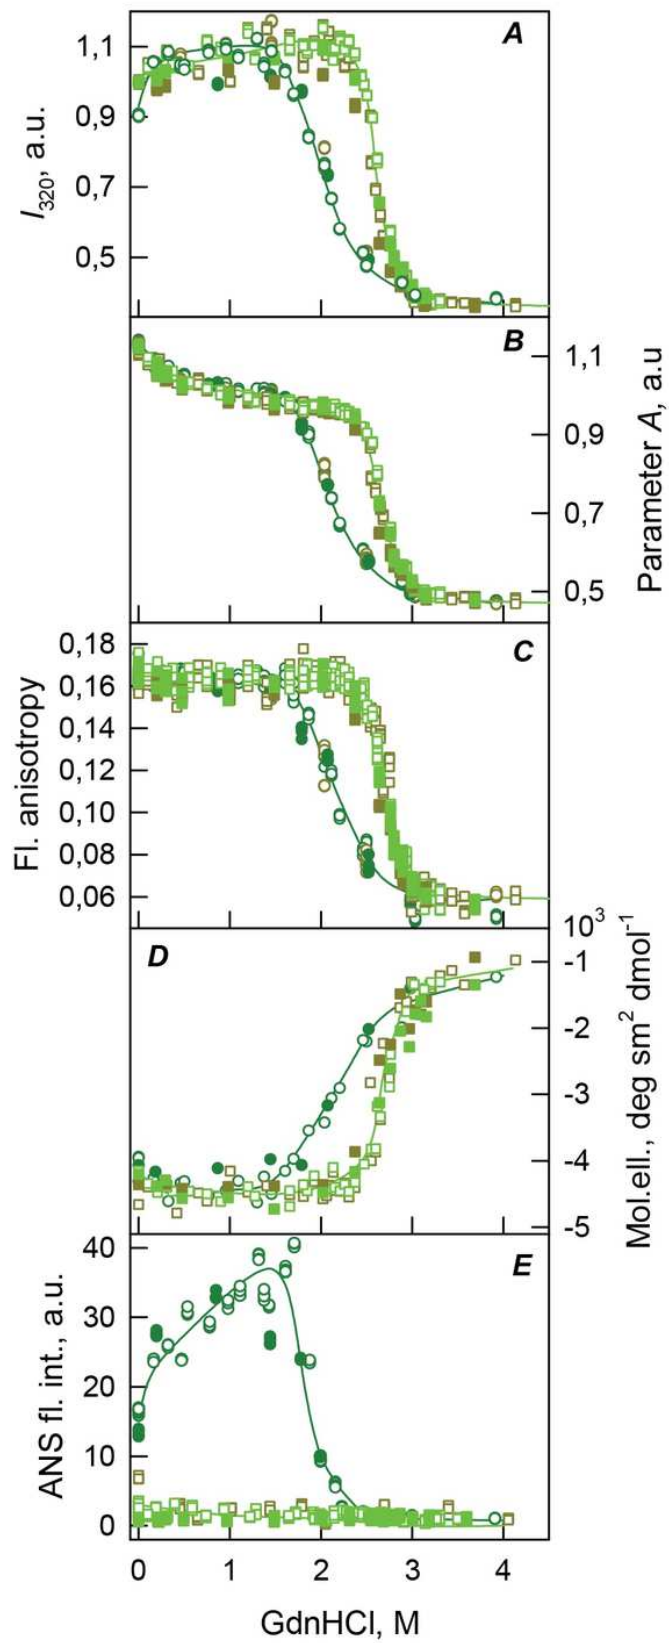 A
1,1
0,9
0,7
0,5
I320, a.u.
B
1,1
0,9
0,7
0,5
Parameter A, a.u
C
0,18
0,16
0,14
0,12
0,10
0,08
0,06
Fl. anisotropy
D
10³
-1
-2
-3
-4
-5
Mol.ell., deg sm² dmol⁻¹
E
40
30
20
10
0
ANS fl. int., a.u.
0 1 2 3 4
GdnHCl, M